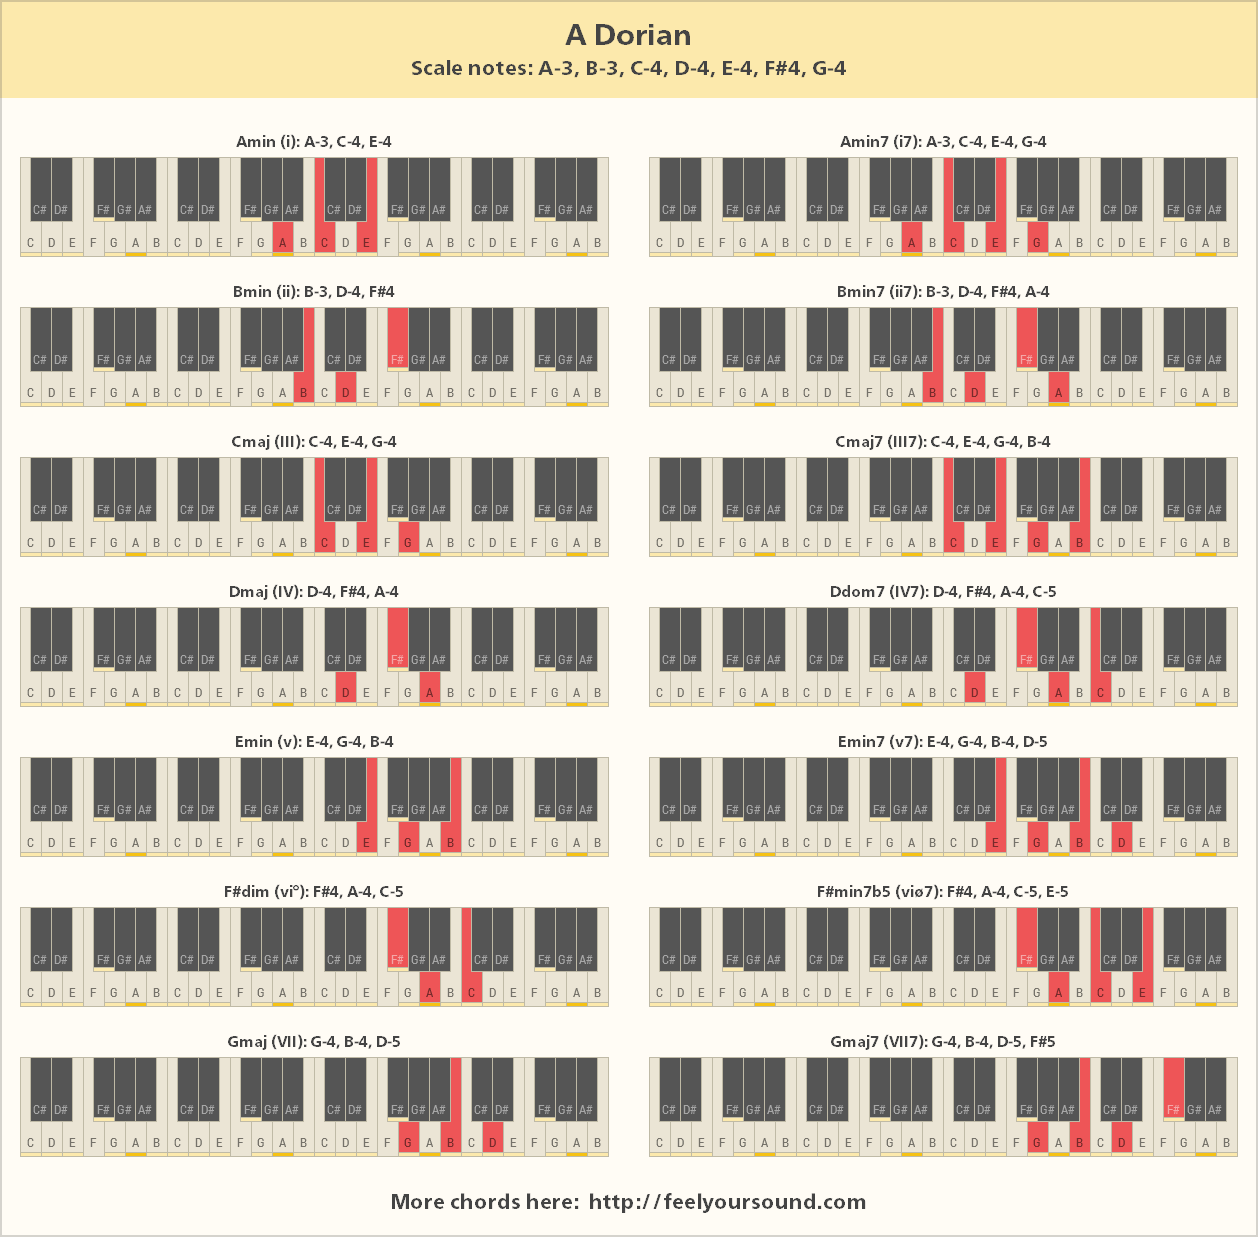 A Dorian
Scale notes: A-3, B-3, C-4, D-4, E-4, F#4, G-4
Amin (i): A-3, C-4, E-4
C# D# F# G# A# C# D# F# G# A# C# D# F# G# A# C# D# F# G# A#
C D E F G A B C D E F G A B C D E F G A B C D E F G A B
Amin7 (i7): A-3, C-4, E-4, G-4
C# D# F# G# A# C# D# F# G# A# C# D# F# G# A# C# D# F# G# A#
C D E F G A B C D E F G A B C D E F G A B C D E F G A B
Bmin (ii): B-3, D-4, F#4
C# D# F# G# A# C# D# F# G# A# C# D# F# G# A# C# D# F# G# A#
C D E F G A B C D E F G A B C D E F G A B C D E F G A B
Bmin7 (ii7): B-3, D-4, F#4, A-4
C# D# F# G# A# C# D# F# G# A# C# D# F# G# A# C# D# F# G# A#
C D E F G A B C D E F G A B C D E F G A B C D E F G A B
Cmaj (III): C-4, E-4, G-4
C# D# F# G# A# C# D# F# G# A# C# D# F# G# A# C# D# F# G# A#
C D E F G A B C D E F G A B C D E F G A B C D E F G A B
Cmaj7 (III7): C-4, E-4, G-4, B-4
C# D# F# G# A# C# D# F# G# A# C# D# F# G# A# C# D# F# G# A#
C D E F G A B C D E F G A B C D E F G A B C D E F G A B
Dmaj (IV): D-4, F#4, A-4
C# D# F# G# A# C# D# F# G# A# C# D# F# G# A# C# D# F# G# A#
C D E F G A B C D E F G A B C D E F G A B C D E F G A B
Ddom7 (IV7): D-4, F#4, A-4, C-5
C# D# F# G# A# C# D# F# G# A# C# D# F# G# A# C# D# F# G# A#
C D E F G A B C D E F G A B C D E F G A B C D E F G A B
Emin (v): E-4, G-4, B-4
C# D# F# G# A# C# D# F# G# A# C# D# F# G# A# C# D# F# G# A#
C D E F G A B C D E F G A B C D E F G A B C D E F G A B
Emin7 (v7): E-4, G-4, B-4, D-5
C# D# F# G# A# C# D# F# G# A# C# D# F# G# A# C# D# F# G# A#
C D E F G A B C D E F G A B C D E F G A B C D E F G A B
F#dim (vi°): F#4, A-4, C-5
C# D# F# G# A# C# D# F# G# A# C# D# F# G# A# C# D# F# G# A#
C D E F G A B C D E F G A B C D E F G A B C D E F G A B
F#min7b5 (viø7): F#4, A-4, C-5, E-5
C# D# F# G# A# C# D# F# G# A# C# D# F# G# A# C# D# F# G# A#
C D E F G A B C D E F G A B C D E F G A B C D E F G A B
Gmaj (VII): G-4, B-4, D-5
C# D# F# G# A# C# D# F# G# A# C# D# F# G# A# C# D# F# G# A#
C D E F G A B C D E F G A B C D E F G A B C D E F G A B
Gmaj7 (VII7): G-4, B-4, D-5, F#5
C# D# F# G# A# C# D# F# G# A# C# D# F# G# A# C# D# F# G# A#
C D E F G A B C D E F G A B C D E F G A B C D E F G A B
More chords here: http://feelyoursound.com